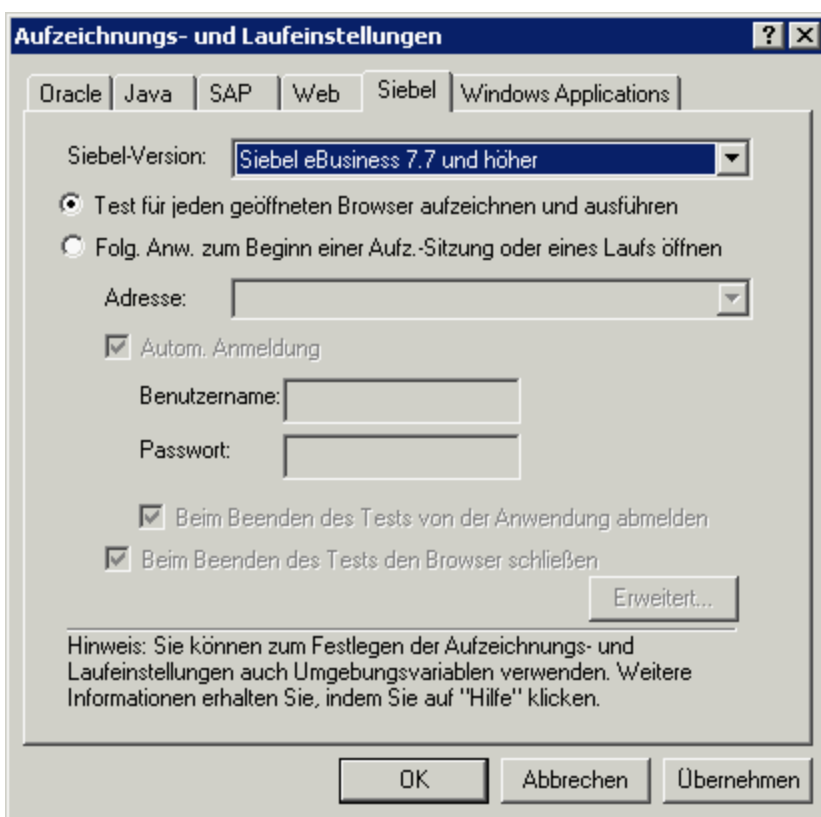 Aufzeichnungs- und Laufeinstellungen
Oracle Java SAP Web Siebel Windows Applications
Siebel-Version: Siebel eBusiness 7.7 und höher
Test für jeden geöffneten Browser aufzeichnen und ausführen
Folg. Anw. zum Beginn einer Aufz.-Sitzung oder eines Laufs öffnen
Adresse:
Autom. Anmeldung
Benutzername:
Passwort:
Beim Beenden des Tests von der Anwendung abmelden
Beim Beenden des Tests den Browser schließen
Erweitert...
Hinweis: Sie können zum Festlegen der Aufzeichnungs- und
Laufeinstellungen auch Umgebungsvariablen verwenden. Weitere
Informationen erhalten Sie, indem Sie auf "Hilfe" klicken.
OK Abbrechen Übernehmen